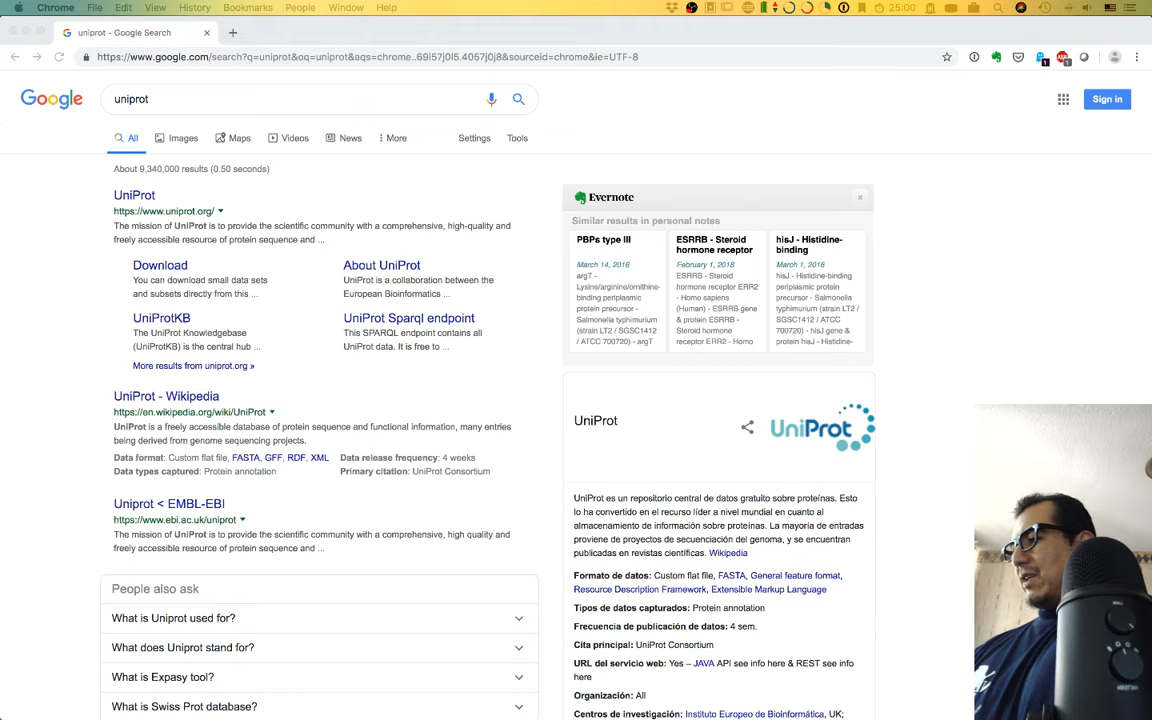 Chrome File Edit View History Bookmarks People Window Help 25:00
uniprot - Google Search
https://www.google.com/search?q=uniprot&oq=uniprot&aqs=chrome..69i57j0l5.4057j0j8&sourceid=chrome&ie=UTF-8
Google
uniprot
Sign in
All Images Maps Videos News More Settings Tools
About 9,340,000 results (0.50 seconds)
UniProt
https://www.uniprot.org/
The mission of UniProt is to provide the scientific community with a comprehensive, high-quality and
freely accessible resource of protein sequence and ...
Download
You can download small data sets
and subsets directly from this ...
About UniProt
UniProt is a collaboration between the
European Bioinformatics ...
UniProtKB
The UniProt Knowledgebase
(UniProtKB) is the central hub ...
UniProt Sparql endpoint
This SPARQL endpoint contains all
UniProt data. It is free to ...
More results from uniprot.org »
UniProt - Wikipedia
https://en.wikipedia.org/wiki/UniProt
UniProt is a freely accessible database of protein sequence and functional information, many entries
being derived from genome sequencing projects.
Data format: Custom flat file, FASTA, GFF, RDF, XML Data release frequency: 4 weeks
Data types captured: Protein annotation Primary citation: UniProt Consortium
Uniprot < EMBL-EBI
https://www.ebi.ac.uk/uniprot
The mission of UniProt is to provide the scientific community with a comprehensive, high quality and
freely accessible resource of protein sequence and ...
People also ask
What is Uniprot used for?
What does Uniprot stand for?
What is Expasy tool?
What is Swiss Prot database?
Evernote
Similar results in personal notes
PBPs type III
March 14, 2016
argT -
Lysine/arginine/ornithine-
binding periplasmic
protein precursor -
Salmonella typhimurium
(strain LT2 / SGSC1412
/ ATCC 700720) - argT
ESRRB - Steroid
hormone receptor
February 1, 2018
ESRRB - Steroid
hormone receptor ERR2
- Homo sapiens
(Human) - ESRRB gene
& protein ESRRB -
Steroid hormone
receptor ERR2 - Homo
hisJ - Histidine-
binding
March 1, 2016
hisJ - Histidine-binding
periplasmic protein
precursor - Salmonella
typhimurium (strain LT2 /
SGSC1412 / ATCC
700720) - hisJ gene &
protein hisJ - Histidine-
UniProt
UniProt
UniProt es un repositorio central de datos gratuito sobre proteínas. Esto
lo ha convertido en el recurso líder a nivel mundial en cuanto al
almacenamiento de información sobre proteínas. La mayoría de entradas
proviene de proyectos de secuenciación del genoma, y se encuentran
publicadas en revistas científicas. Wikipedia
Formato de datos: Custom flat file, FASTA, General feature format,
Resource Description Framework, Extensible Markup Language
Tipos de datos capturados: Protein annotation
Frecuencia de publicación de datos: 4 sem.
Cita principal: UniProt Consortium
URL del servicio web: Yes – JAVA API see info here & REST see info
here
Organización: All
Centros de investigación: Instituto Europeo de Bioinformática, UK;